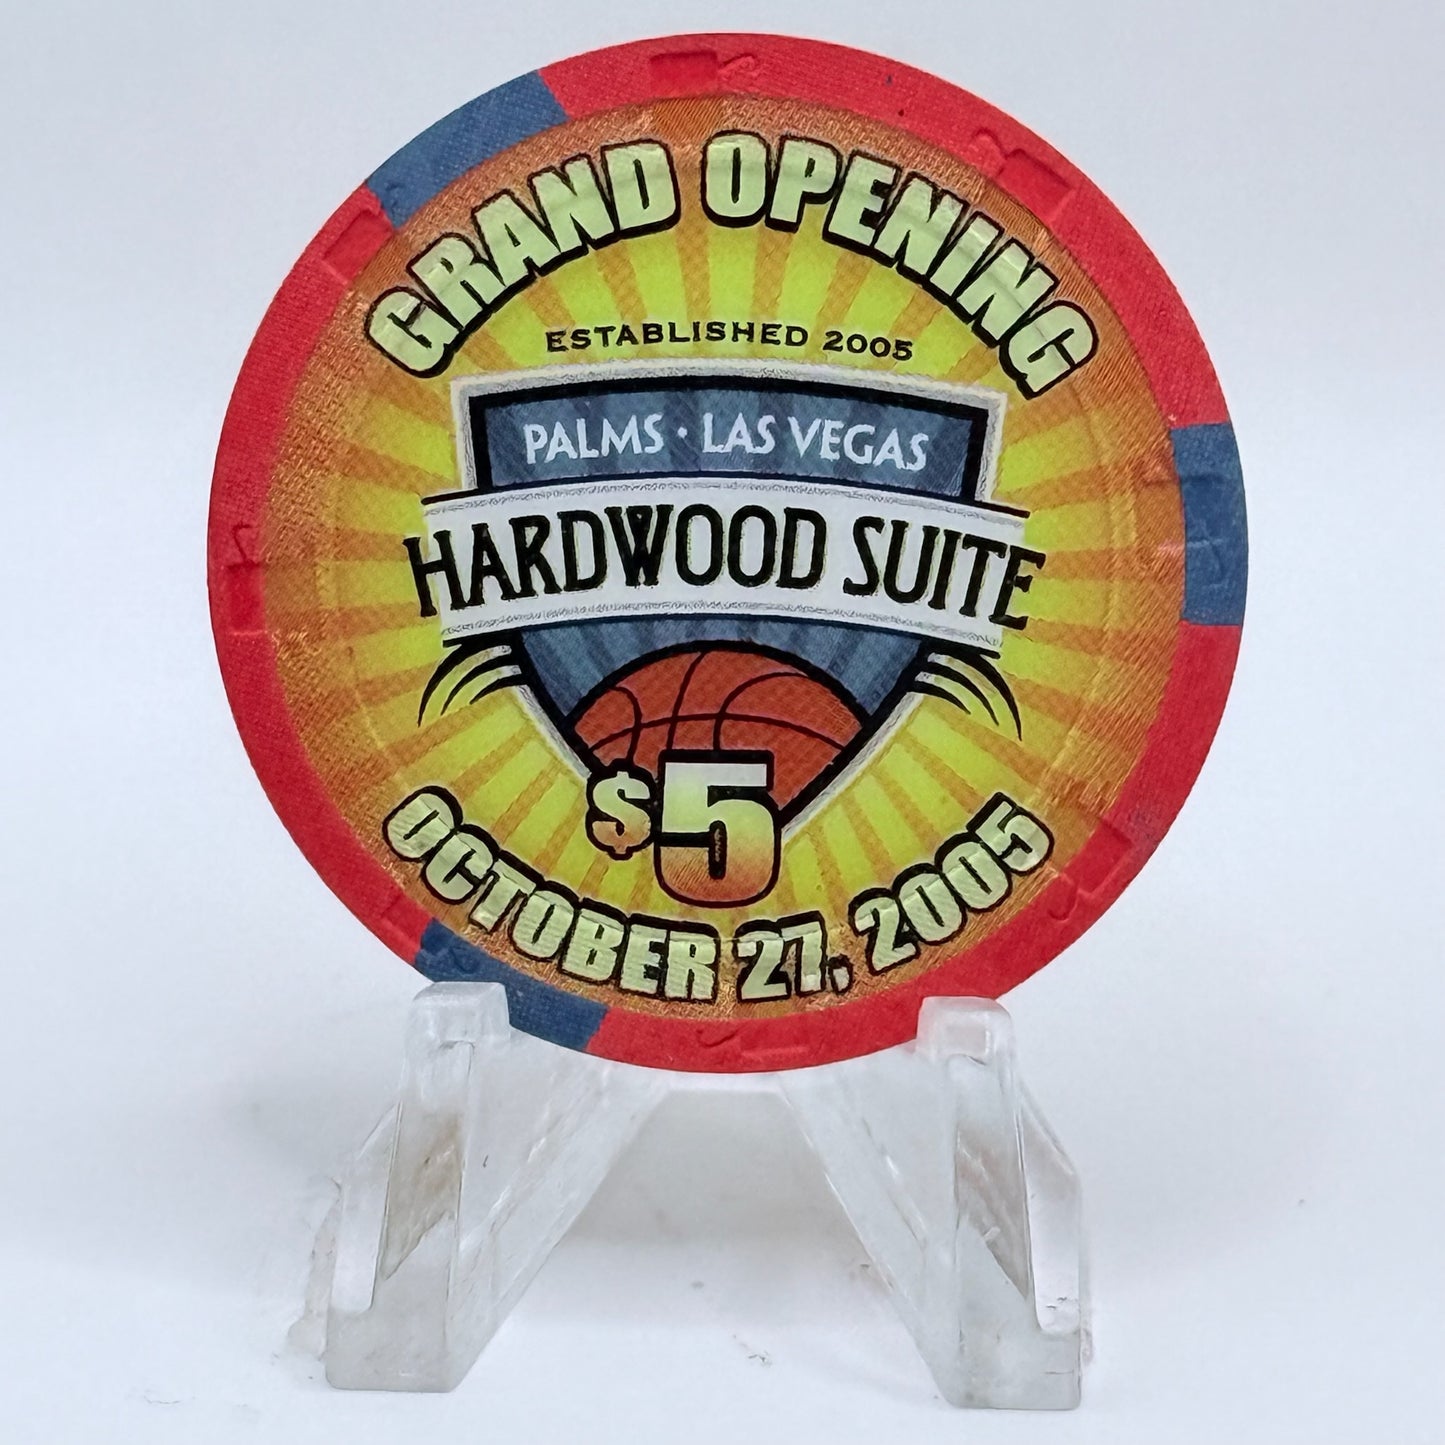 GRAND OPENING
ESTABLISHED 2005
PALMS · LAS VEGAS
HARDWOOD SUITE
$5
OCTOBER 27, 2005